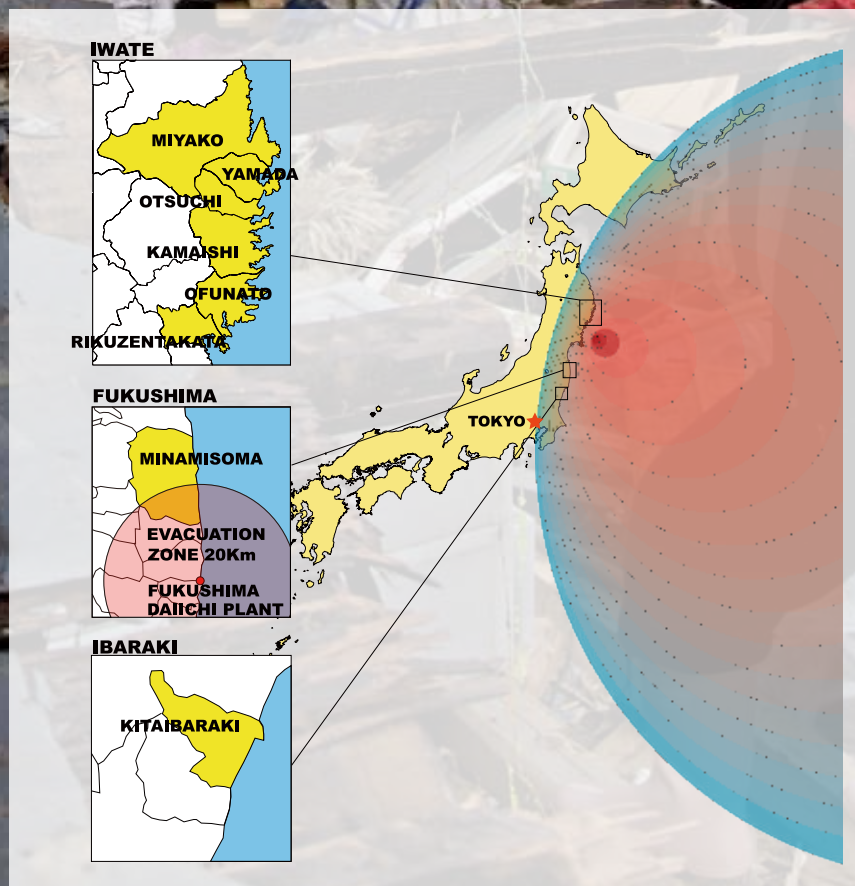 IWATE
MIYAKO
YAMADA
OTSUCHI
KAMAISHI
OFUNATO
RIKUZENTAKATA
FUKUSHIMA
MINAMISOMA
EVACUATION
ZONE 20Km
FUKUSHIMA
DAIICHI PLANT
IBARAKI
KITAIBARAKI
TOKYO